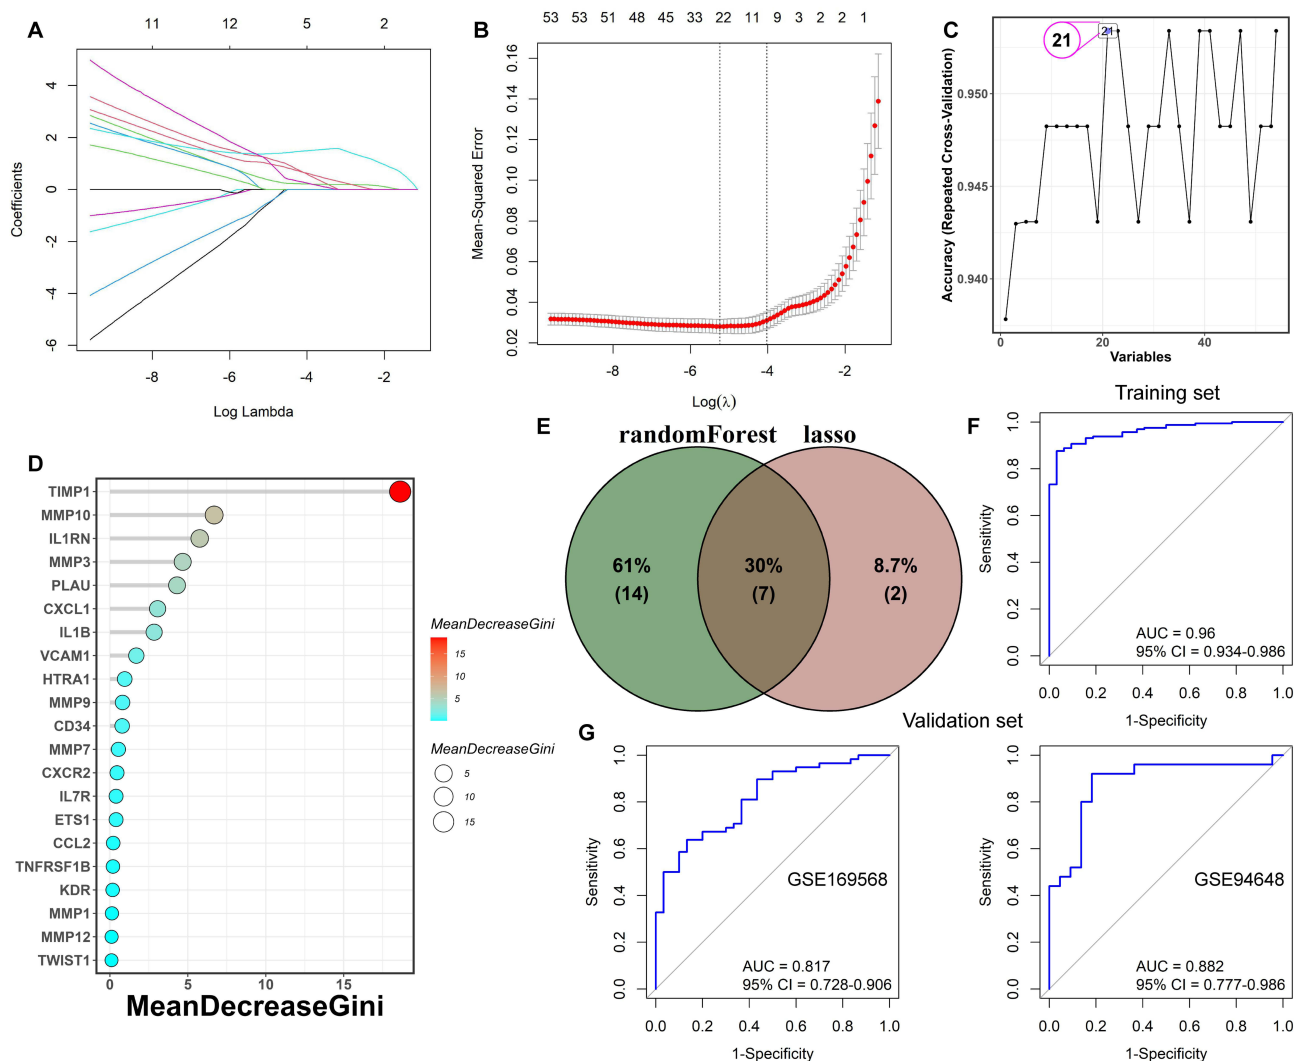 A
11 12 5 2
Coefficients
4
2
0
-2
-4
-6
-8 -6 -4 -2
Log Lambda
B
53 53 51 48 45 33 22 11 9 3 2 2 1
Mean-Squared Error
0.16
0.14
0.12
0.10
0.08
0.06
0.04
0.02
-8 -6 -4 -2
Log(λ)
C
21
21
Accuracy (Repeated Cross-Validation)
0.950
0.945
0.940
0 20 40
Variables
D
TIMP1
MMP10
IL1RN
MMP3
PLAU
CXCL1
IL1B
VCAM1
HTRA1
MMP9
CD34
MMP7
CXCR2
IL7R
ETS1
CCL2
TNFRSF1B
KDR
MMP1
MMP12
TWIST1
0 5 10 15
MeanDecreaseGini
MeanDecreaseGini
15
10
5
MeanDecreaseGini
5
10
15
E
randomForest lasso
61%
(14)
30%
(7)
8.7%
(2)
Training set
F
Sensitivity
1.0
0.8
0.6
0.4
0.2
0.0
AUC = 0.96
95% CI = 0.934-0.986
0.0 0.2 0.4 0.6 0.8 1.0
1-Specificity
Validation set
G
Sensitivity
1.0
0.8
0.6
0.4
0.2
0.0
GSE169568
AUC = 0.817
95% CI = 0.728-0.906
0.0 0.2 0.4 0.6 0.8 1.0
1-Specificity
Sensitivity
1.0
0.8
0.6
0.4
0.2
0.0
GSE94648
AUC = 0.882
95% CI = 0.777-0.986
0.0 0.2 0.4 0.6 0.8 1.0
1-Specificity